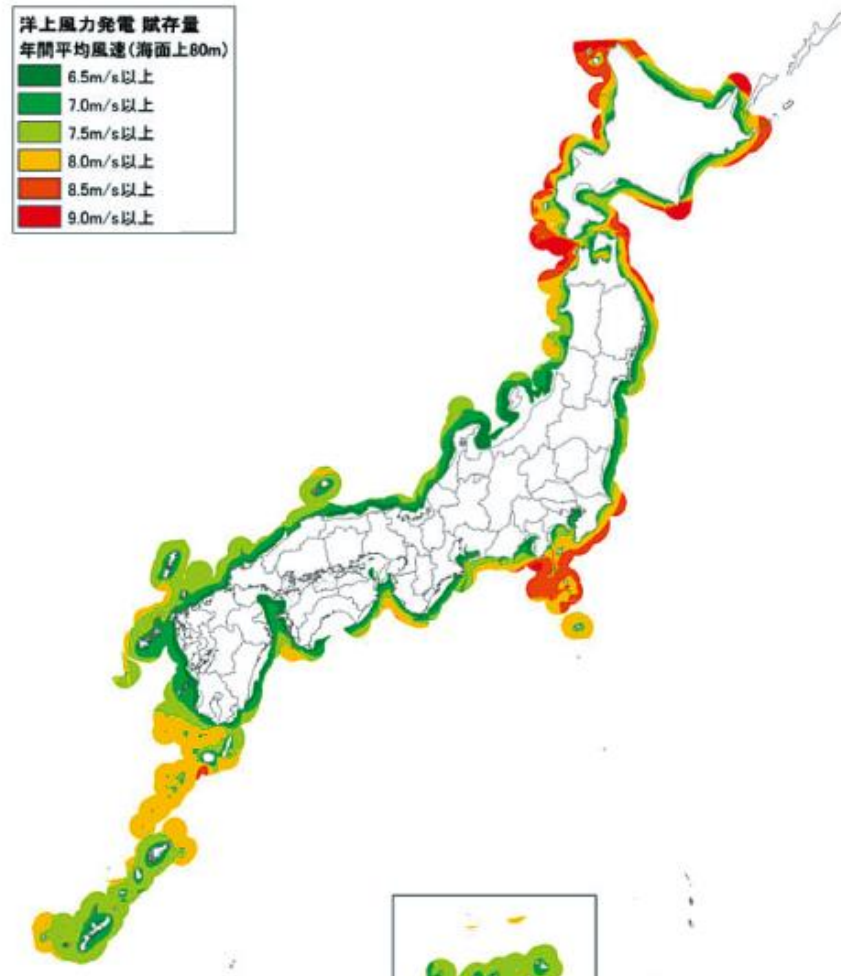 洋上風力発電 賦存量
年間平均風速(海面上80m)
6.5m/s以上
7.0m/s以上
7.5m/s以上
8.0m/s以上
8.5m/s以上
9.0m/s以上